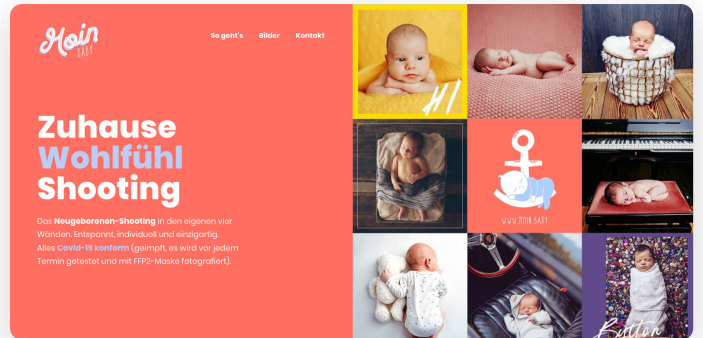 Moin
BABY
So geht's
Bilder
Kontakt
Zuhause
Wohlfühl
Shooting
Das Neugeborenen-Shooting in den eigenen vier
Wänden. Entspannt, individuell und einzigartig.
Alles Covid-19 konform (geimpft, es wird vor jedem
Termin getestet und mit FFP2-Maske fotografiert).
HI
WWW.MOIN.BABY
Button